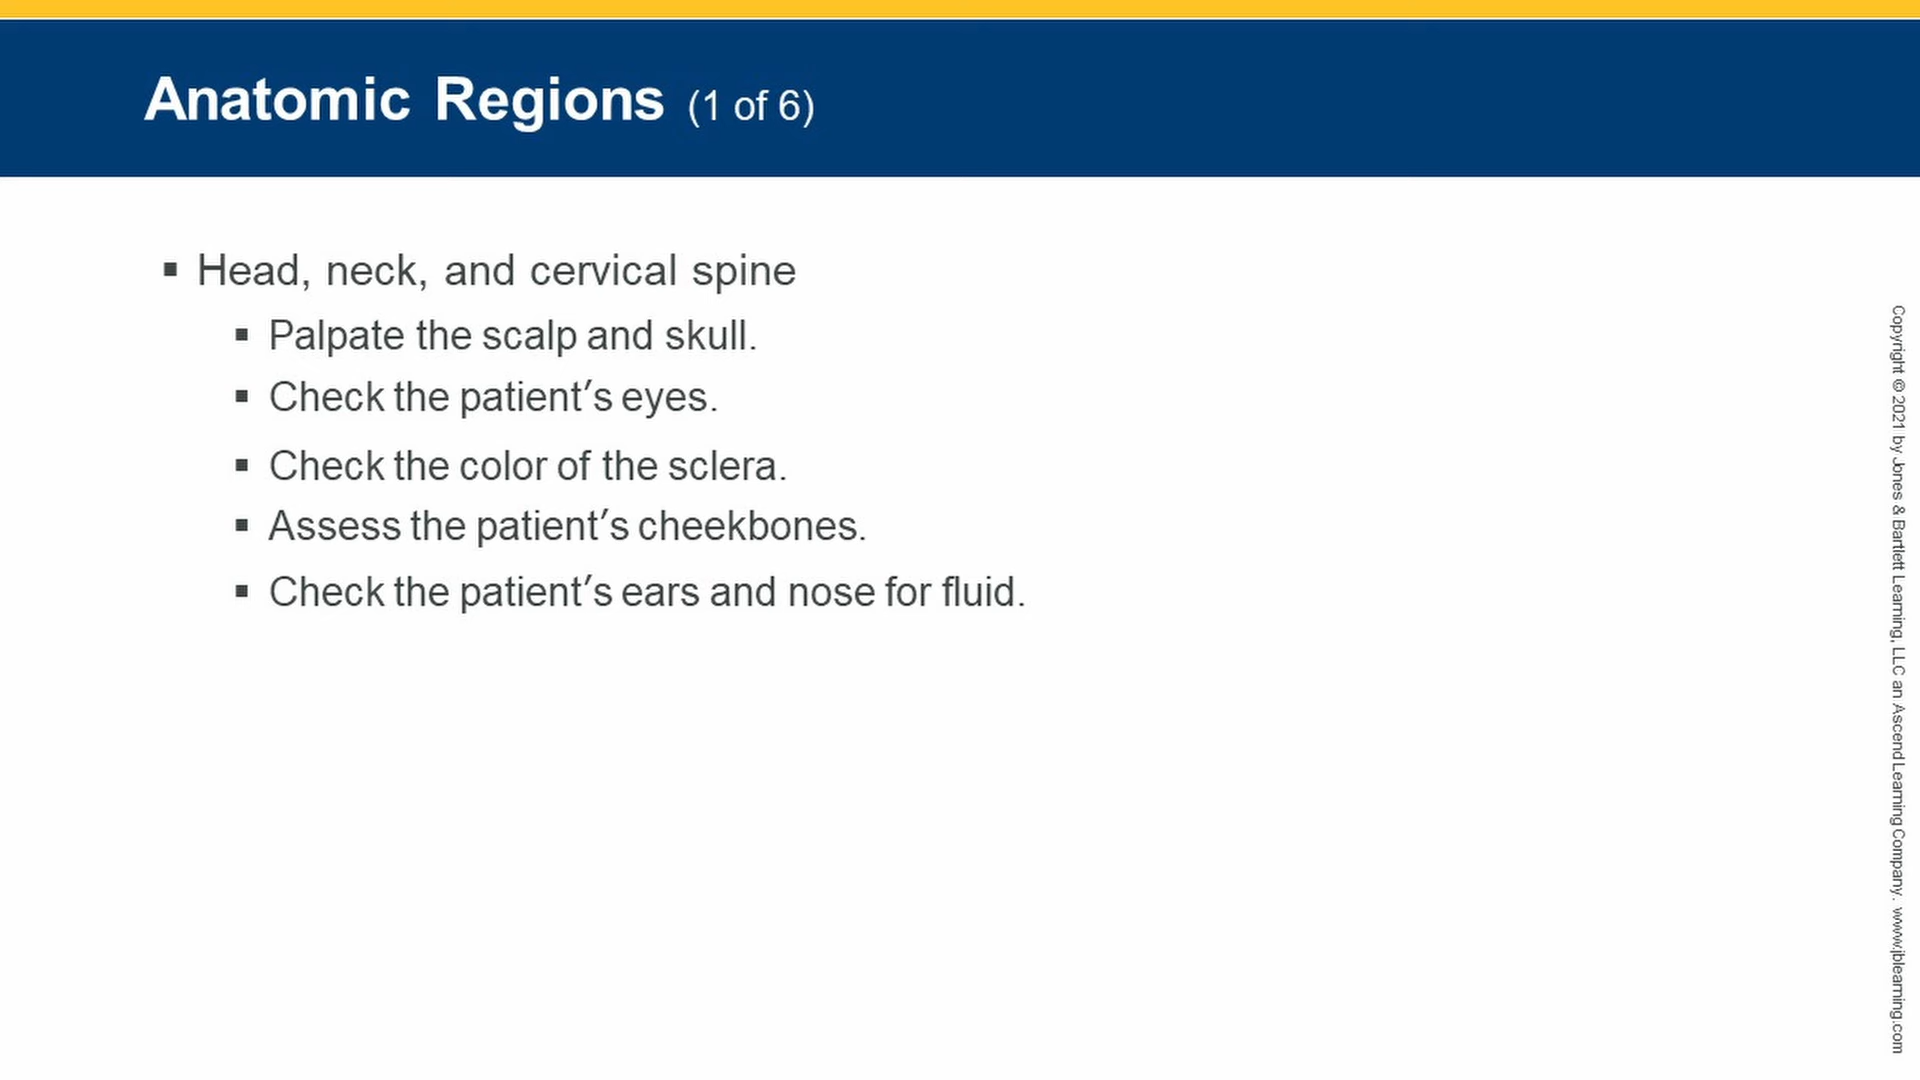 Anatomic Regions (1 of 6)
▪ Head, neck, and cervical spine
▪ Palpate the scalp and skull.
▪ Check the patient′s eyes.
▪ Check the color of the sclera.
▪ Assess the patient′s cheekbones.
▪ Check the patient′s ears and nose for fluid.
Copyright © 2021 by Jones & Bartlett Learning, LLC an Ascend Learning Company. www.jblearning.com